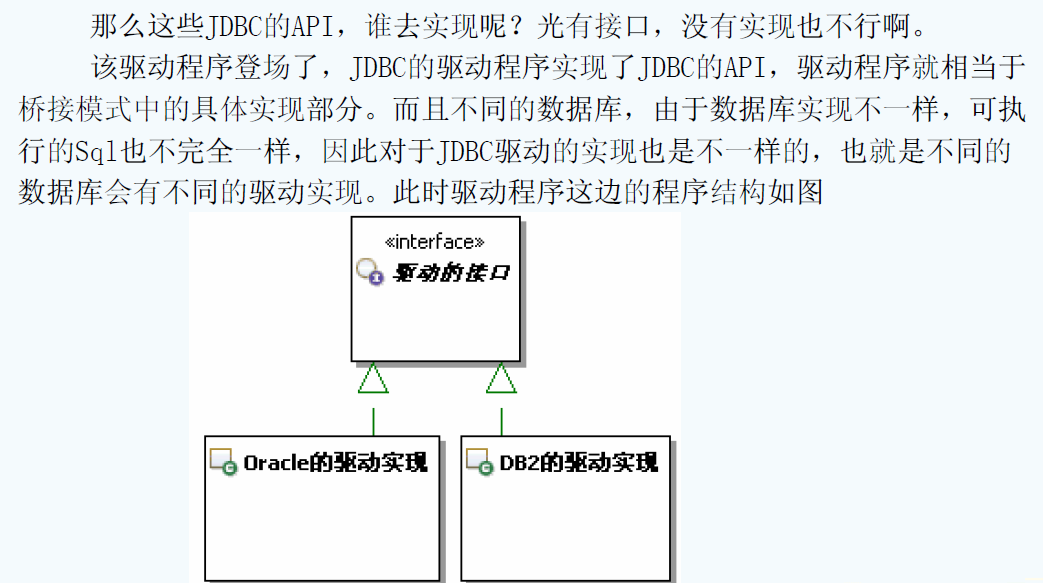 那么这些JDBC的API，谁去实现呢？光有接口，没有实现也不行啊。
该驱动程序登场了，JDBC的驱动程序实现了JDBC的API，驱动程序就相当于
桥接模式中的具体实现部分。而且不同的数据库，由于数据库实现不一样，可执
行的Sql也不完全一样，因此对于JDBC驱动的实现也是不一样的，也就是不同的
数据库会有不同的驱动实现。此时驱动程序这边的程序结构如图
«interface»
I 驱动的接口
C Oracle的驱动实现
C DB2的驱动实现